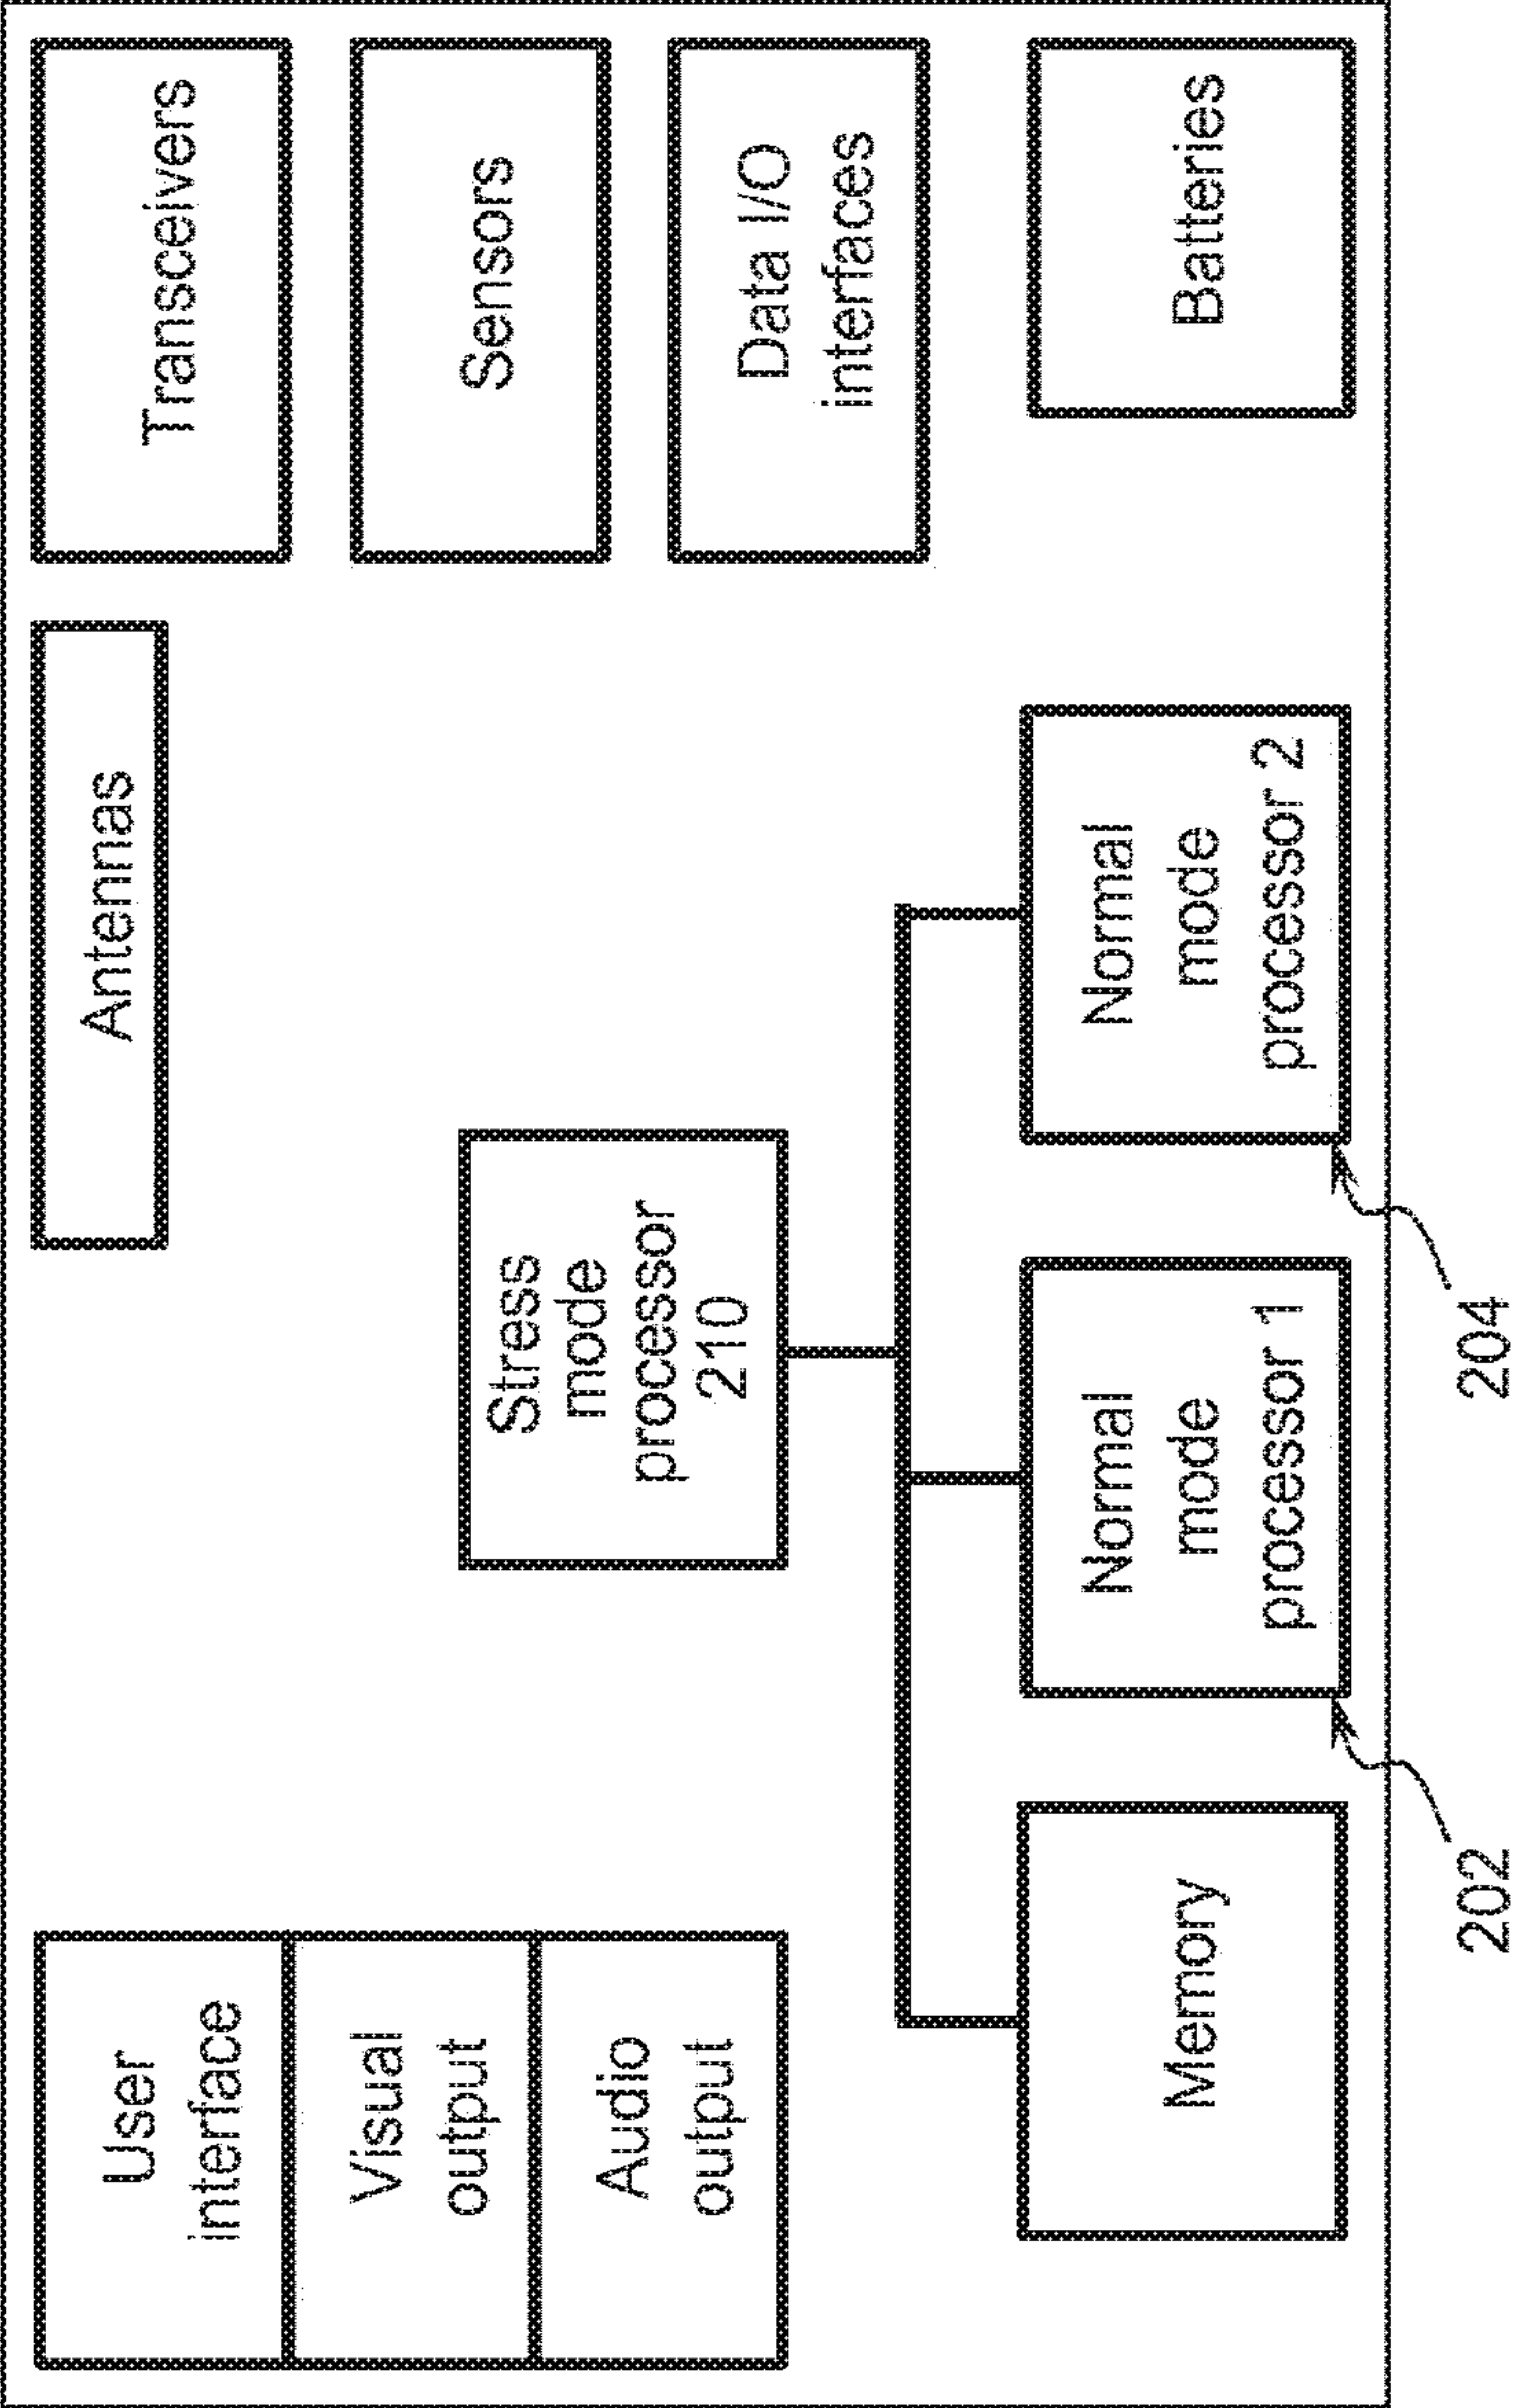 User
interface
Visual
output
Audio
output
Antennas
Transceivers
Sensors
Data I/O
interfaces
Stress
mode
processor
210
Memory
Normal
mode
processor 1
Normal
mode
processor 2
Batteries
202
204